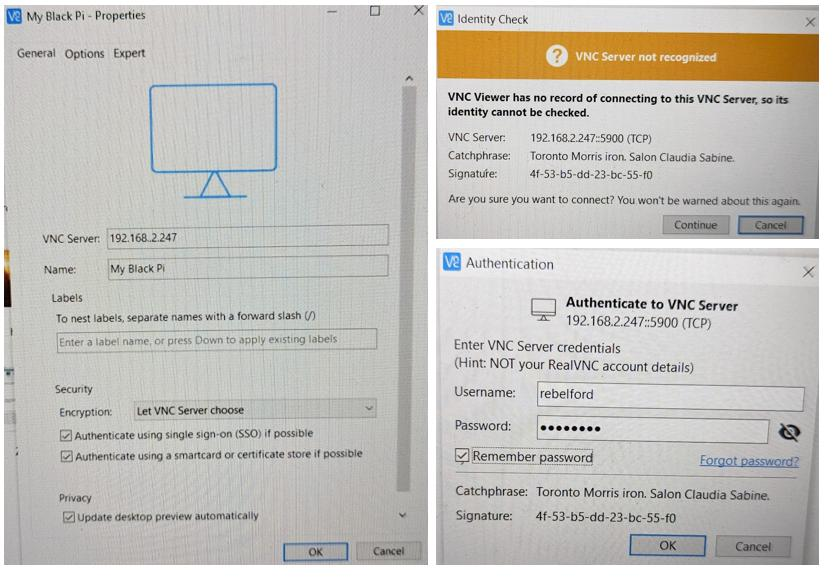 My Black Pi - Properties
General Options Expert
VNC Server: 192.168..2.247
Name: My Black Pi
Labels
To nest labels, separate names with a forward slash (/)
Enter a label name, or press Down to apply existing labels
Security
Encryption: Let VNC Server choose
Authenticate using single sign-on (SSO) if possible
Authenticate using a smartcard or certificate store if possible
Privacy
Update desktop preview automatically
OK Cancel
Identity Check
VNC Server not recognized
VNC Viewer has no record of connecting to this VNC Server, so its
identity cannot be checked.
VNC Server: 192.168.2.247::5900 (TCP)
Catchphrase: Toronto Morris iron. Salon Claudia Sabine.
Signature: 4f-53-b5-dd-23-bc-55-f0
Are you sure you want to connect? You won't be warned about this again.
Continue Cancel
Authentication
Authenticate to VNC Server
192.168.2.247::5900 (TCP)
Enter VNC Server credentials
(Hint: NOT your RealVNC account details)
Username: rebelford
Password: ••••••••
Remember password
Forgot password?
Catchphrase: Toronto Morris iron. Salon Claudia Sabine.
Signature: 4f-53-b5-dd-23-bc-55-f0
OK Cancel